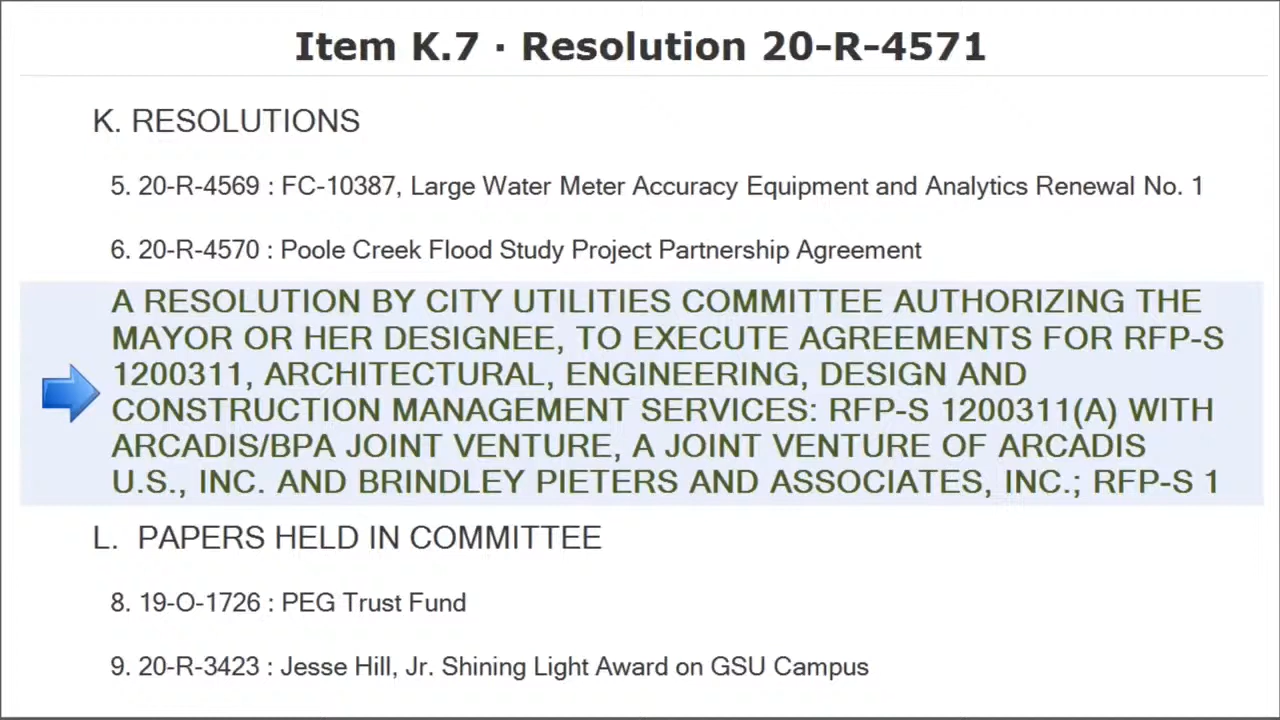 Item K.7 · Resolution 20-R-4571
K. RESOLUTIONS
5. 20-R-4569 : FC-10387, Large Water Meter Accuracy Equipment and Analytics Renewal No. 1
6. 20-R-4570 : Poole Creek Flood Study Project Partnership Agreement
A RESOLUTION BY CITY UTILITIES COMMITTEE AUTHORIZING THE
MAYOR OR HER DESIGNEE, TO EXECUTE AGREEMENTS FOR RFP-S
1200311, ARCHITECTURAL, ENGINEERING, DESIGN AND
CONSTRUCTION MANAGEMENT SERVICES: RFP-S 1200311(A) WITH
ARCADIS/BPA JOINT VENTURE, A JOINT VENTURE OF ARCADIS
U.S., INC. AND BRINDLEY PIETERS AND ASSOCIATES, INC.; RFP-S 1
L. PAPERS HELD IN COMMITTEE
8. 19-O-1726 : PEG Trust Fund
9. 20-R-3423 : Jesse Hill, Jr. Shining Light Award on GSU Campus